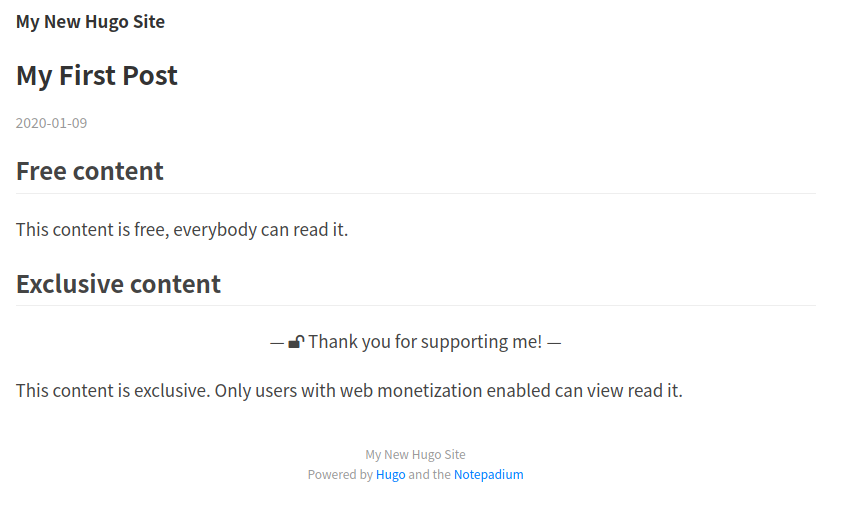 My New Hugo Site
My First Post
2020-01-09
Free content
This content is free, everybody can read it.
Exclusive content
— 🔓 Thank you for supporting me! —
This content is exclusive. Only users with web monetization enabled can view read it.
My New Hugo Site
Powered by Hugo and the Notepadium